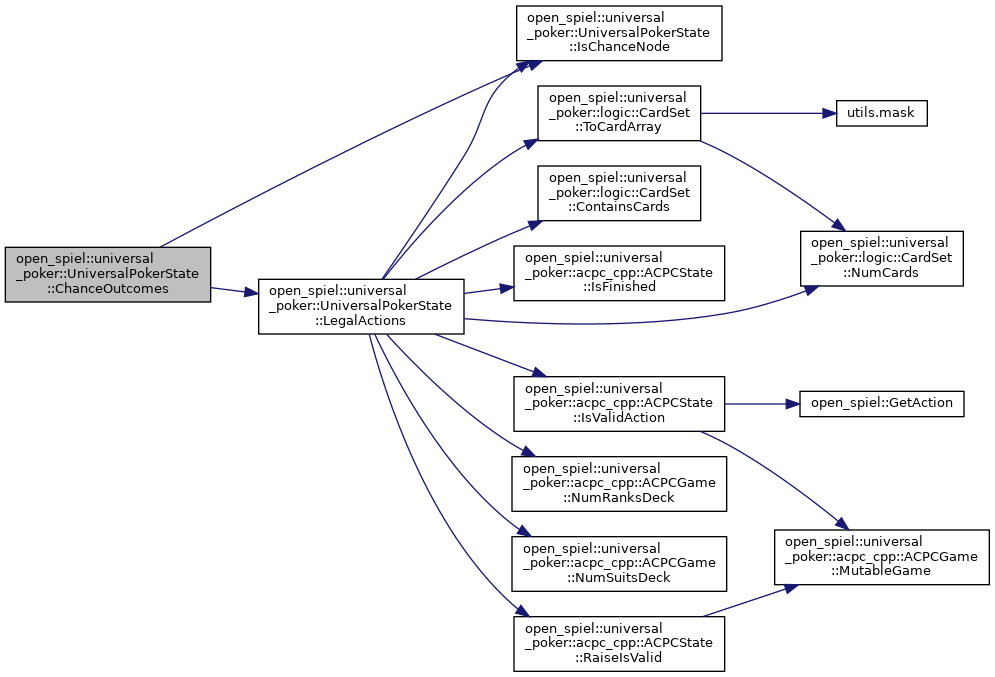 open_spiel::universal
_poker::UniversalPokerState
::IsChanceNode
open_spiel::universal
_poker::logic::CardSet
::ToCardArray
utils.mask
open_spiel::universal
_poker::logic::CardSet
::ContainsCards
open_spiel::universal
_poker::logic::CardSet
::NumCards
open_spiel::universal
_poker::UniversalPokerState
::ChanceOutcomes
open_spiel::universal
_poker::acpc_cpp::ACPCState
::IsFinished
open_spiel::universal
_poker::UniversalPokerState
::LegalActions
open_spiel::universal
_poker::acpc_cpp::ACPCState
::IsValidAction
open_spiel::GetAction
open_spiel::universal
_poker::acpc_cpp::ACPCGame
::NumRanksDeck
open_spiel::universal
_poker::acpc_cpp::ACPCGame
::MutableGame
open_spiel::universal
_poker::acpc_cpp::ACPCGame
::NumSuitsDeck
open_spiel::universal
_poker::acpc_cpp::ACPCState
::RaiseIsValid